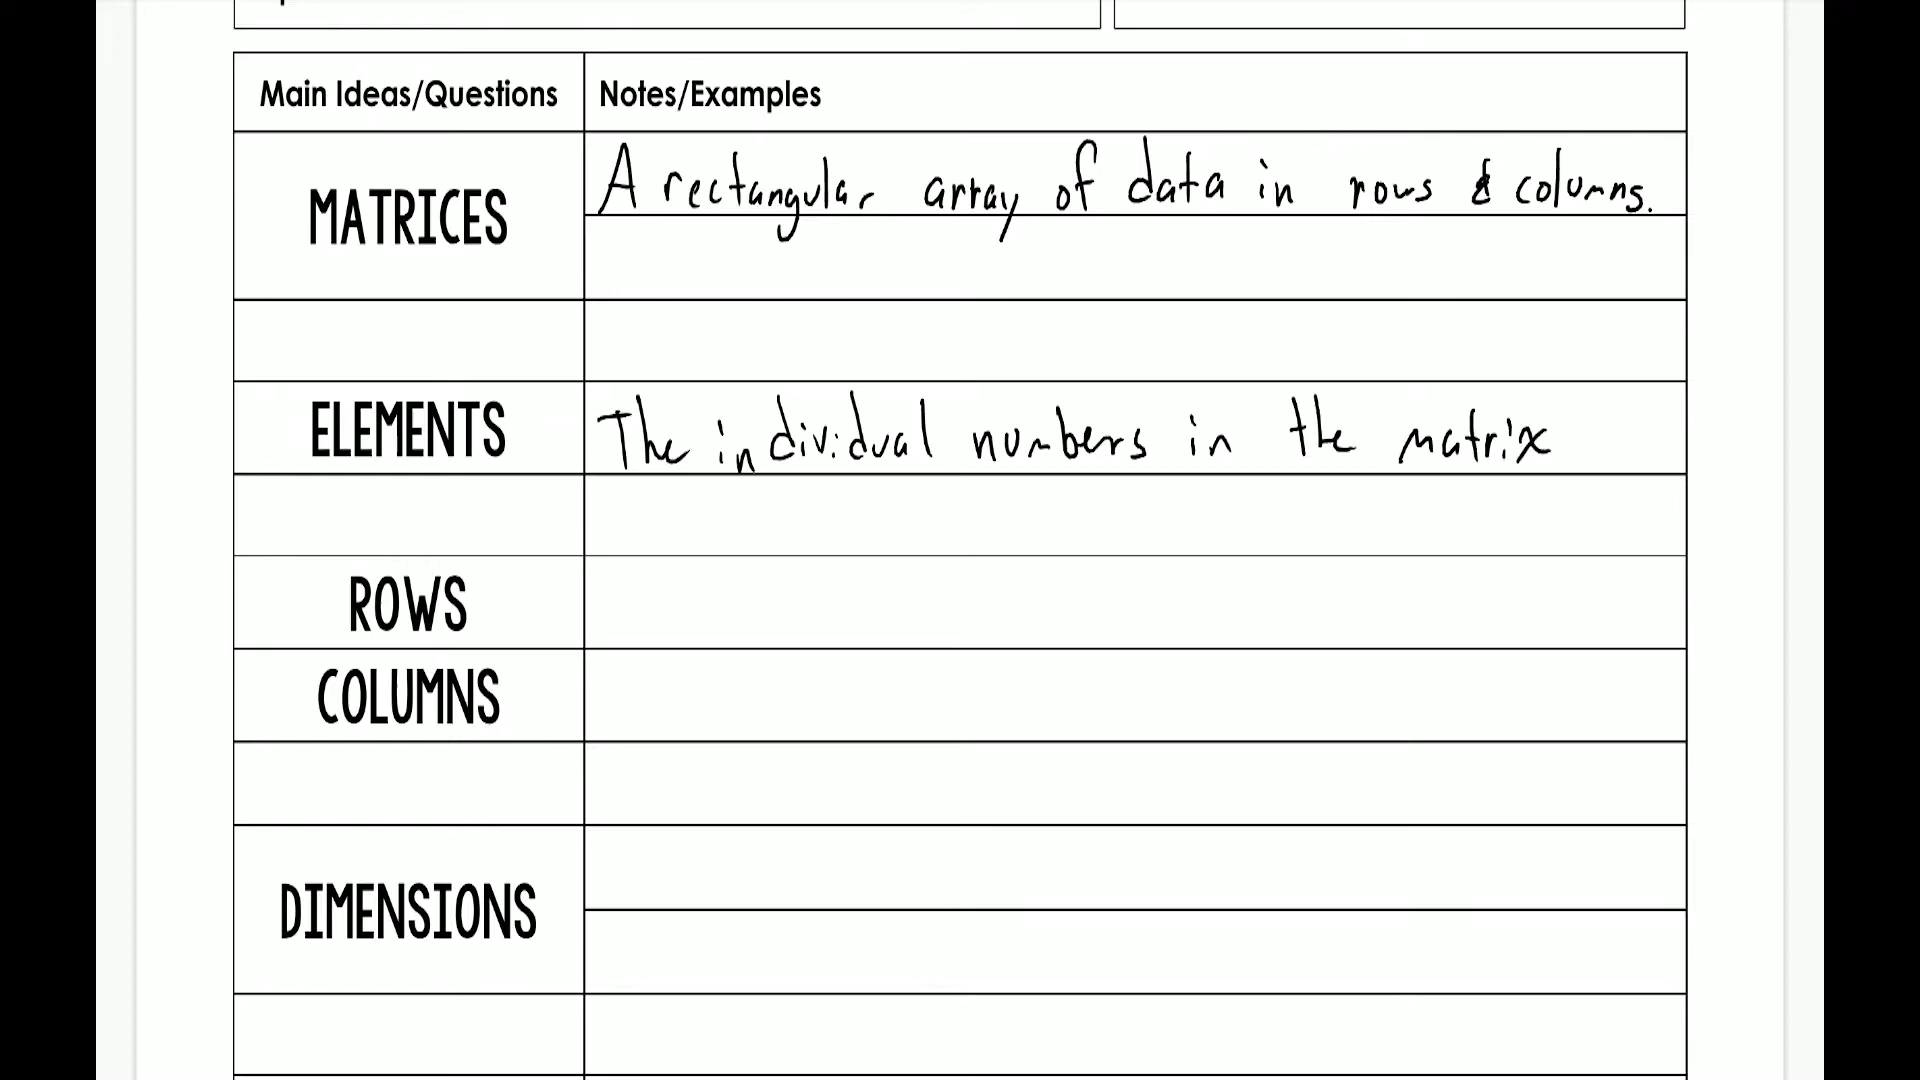 Main Ideas/Questions Notes/Examples
MATRICES
A rectangular array of data in rows & columns.
ELEMENTS
The individual numbers in the matrix
ROWS
COLUMNS
DIMENSIONS